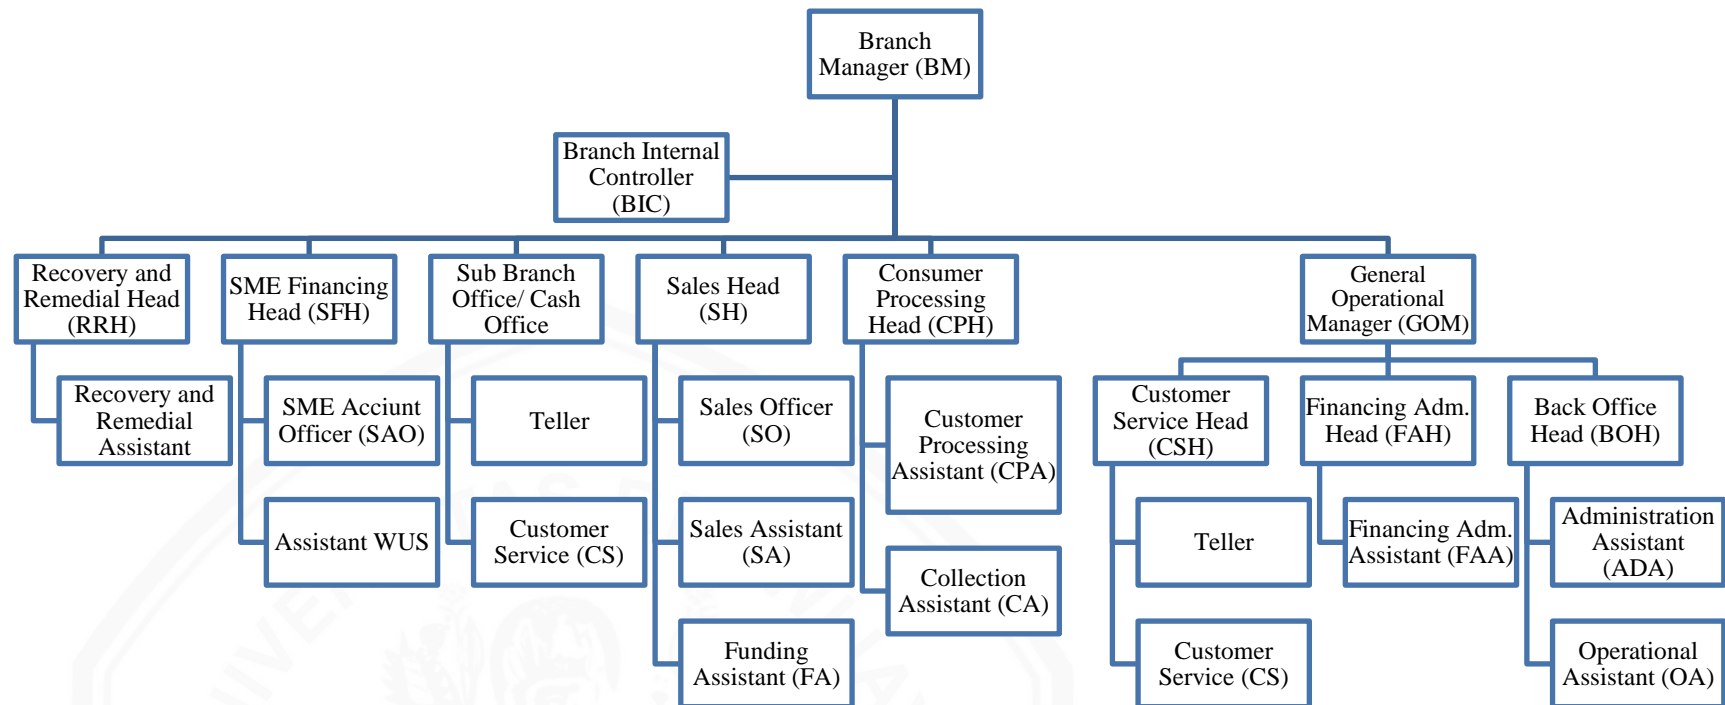 Branch
Manager (BM)
Branch Internal
Controller
(BIC)
Recovery and
Remedial Head
(RRH)
SME Financing
Head (SFH)
Sub Branch
Office/ Cash
Office
Sales Head
(SH)
Consumer
Processing
Head (CPH)
General
Operational
Manager (GOM)
Recovery and
Remedial
Assistant
SME Acciunt
Officer (SAO)
Assistant WUS
Teller
Customer
Service (CS)
Sales Officer
(SO)
Sales Assistant
(SA)
Funding
Assistant (FA)
Customer
Processing
Assistant (CPA)
Collection
Assistant (CA)
Customer
Service Head
(CSH)
Teller
Customer
Service (CS)
Financing Adm.
Head (FAH)
Financing Adm.
Assistant (FAA)
Back Office
Head (BOH)
Administration
Assistant
(ADA)
Operational
Assistant (OA)